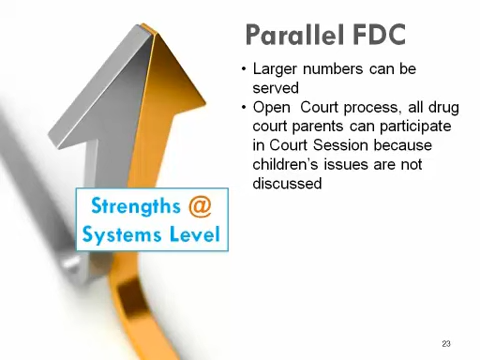 Parallel FDC
• Larger numbers can be
served
• Open  Court process, all drug
court parents can participate
in Court Session because
children's issues are not
discussed
Strengths @
Systems Level
23